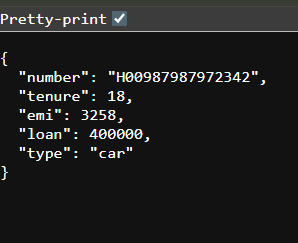 Pretty-print
{
  "number": "H00987987972342",
  "tenure": 18,
  "emi": 3258,
  "loan": 400000,
  "type": "car"
}